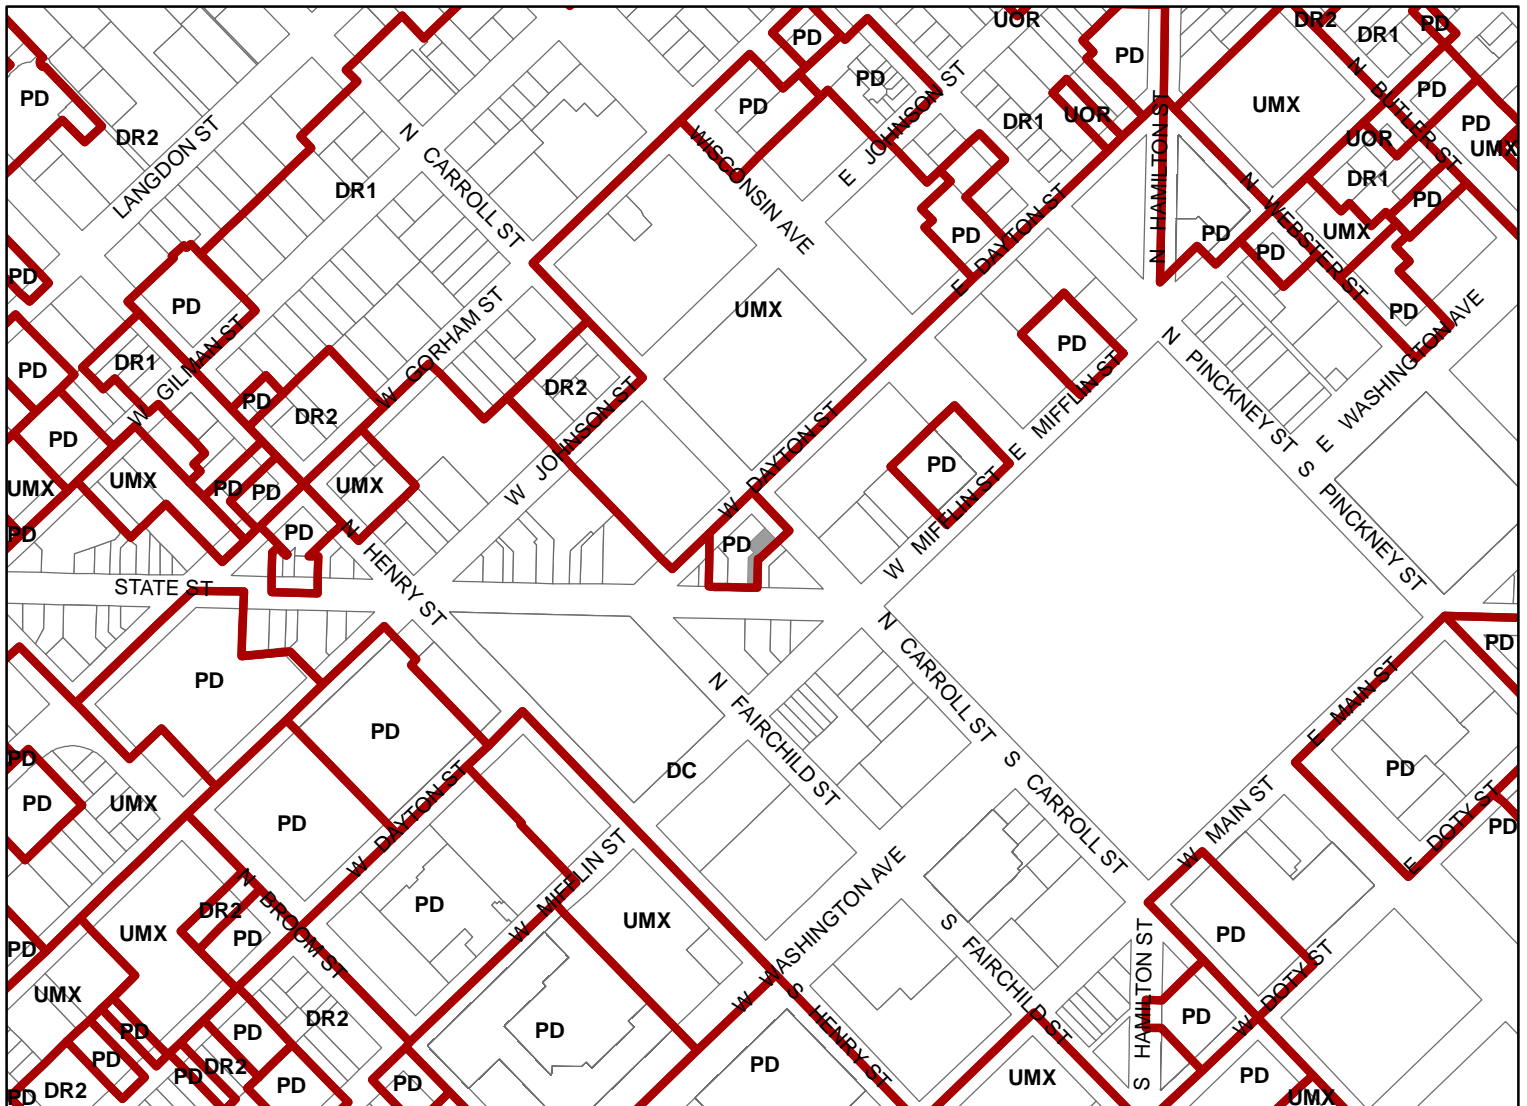 UOR
DR2
PD
DR1
PD
PD
PD
PD
PD
UMX
N BUTLER ST
PD
PD
UOR
DR1
UOR
PD
UMX
DR2
LANGDON ST
N CARROLL ST
DR1
WISCONSIN AVE
E JOHNSON ST
N HAMILTON ST
N WEBSTER ST
DR1
PD
PD
E DAYTON ST
PD
UMX
PD
PD
PD
UMX
PD
W GORHAM ST
PD
E WASHINGTON AVE
N PINCKNEY ST
PD
DR1
W GILMAN ST
PD
DR2
DR2
W JOHNSON ST
PD
E MIFFLIN ST
PD
W DAYTON ST
PD
W MIFFLIN ST
S PINCKNEY ST
UMX
UMX
PD
PD
UMX
PD
PD
N HENRY ST
PD
STATE ST
N CARROLL ST
PD
PD
N FAIRCHILD ST
E MAIN ST
PD
PD
DC
PD
PD
UMX
S CARROLL ST
PD
W DAYTON ST
W MAIN ST
E DOTY ST
PD
DR2
N BROOM ST
PD
W MIFFLIN ST
UMX
W WASHINGTON AVE
S FAIRCHILD ST
PD
UMX
PD
PD
W DOTY ST
UMX
DR2
PD
PD
PD
S HENRY ST
S HAMILTON ST
PD
PD
DR2
PD
DR2
PD
PD
PD
PD
UMX
PD
UMX
PD